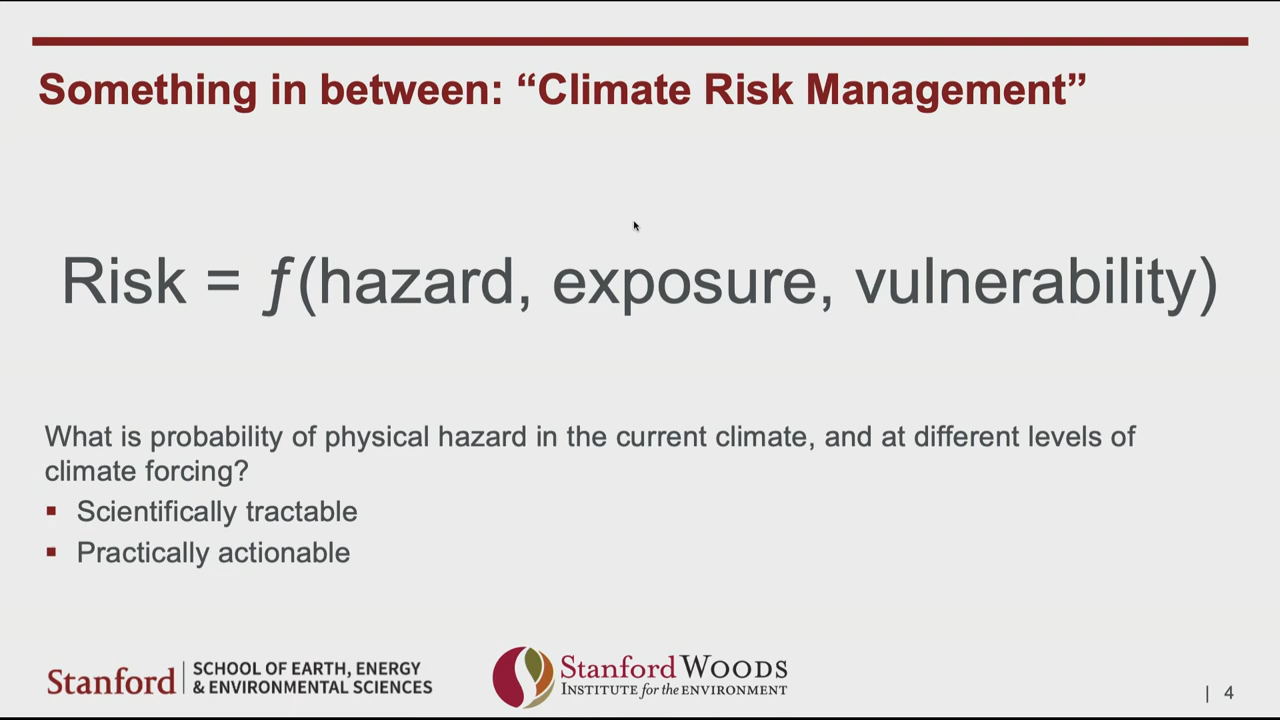 Something in between: “Climate Risk Management”
Risk = ƒ(hazard, exposure, vulnerability)
What is probability of physical hazard in the current climate, and at different levels of
climate forcing?
▪ Scientifically tractable
▪ Practically actionable
Stanford | SCHOOL OF EARTH, ENERGY
& ENVIRONMENTAL SCIENCES
Stanford WOODS
INSTITUTE for the ENVIRONMENT
| 4